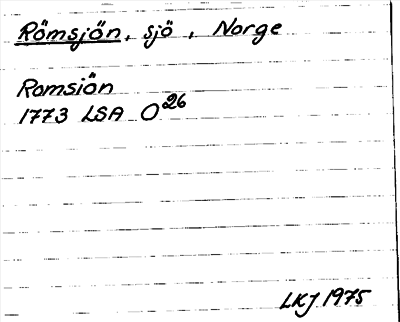 Römsjön, sjö, Norge
Romsiön
1773 LSA O26
LKJ 1975